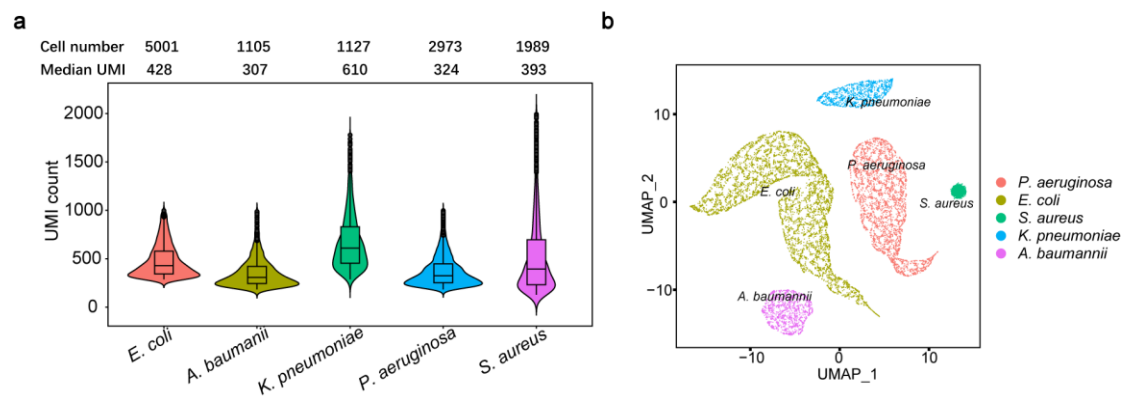 a
Cell number 5001 1105 1127 2973 1989
Median UMI 428 307 610 324 393
UMI count
2000
1500
1000
500
0
E. coli
A. baumanii
K. pneumoniae
P. aeruginosa
S. aureus
b
UMAP_2
10
0
−10
K. pneumoniae
P. aeruginosa
E. coli
S. aureus
A. baumannii
−10 0 10
UMAP_1
P. aeruginosa
E. coli
S. aureus
K. pneumoniae
A. baumannii